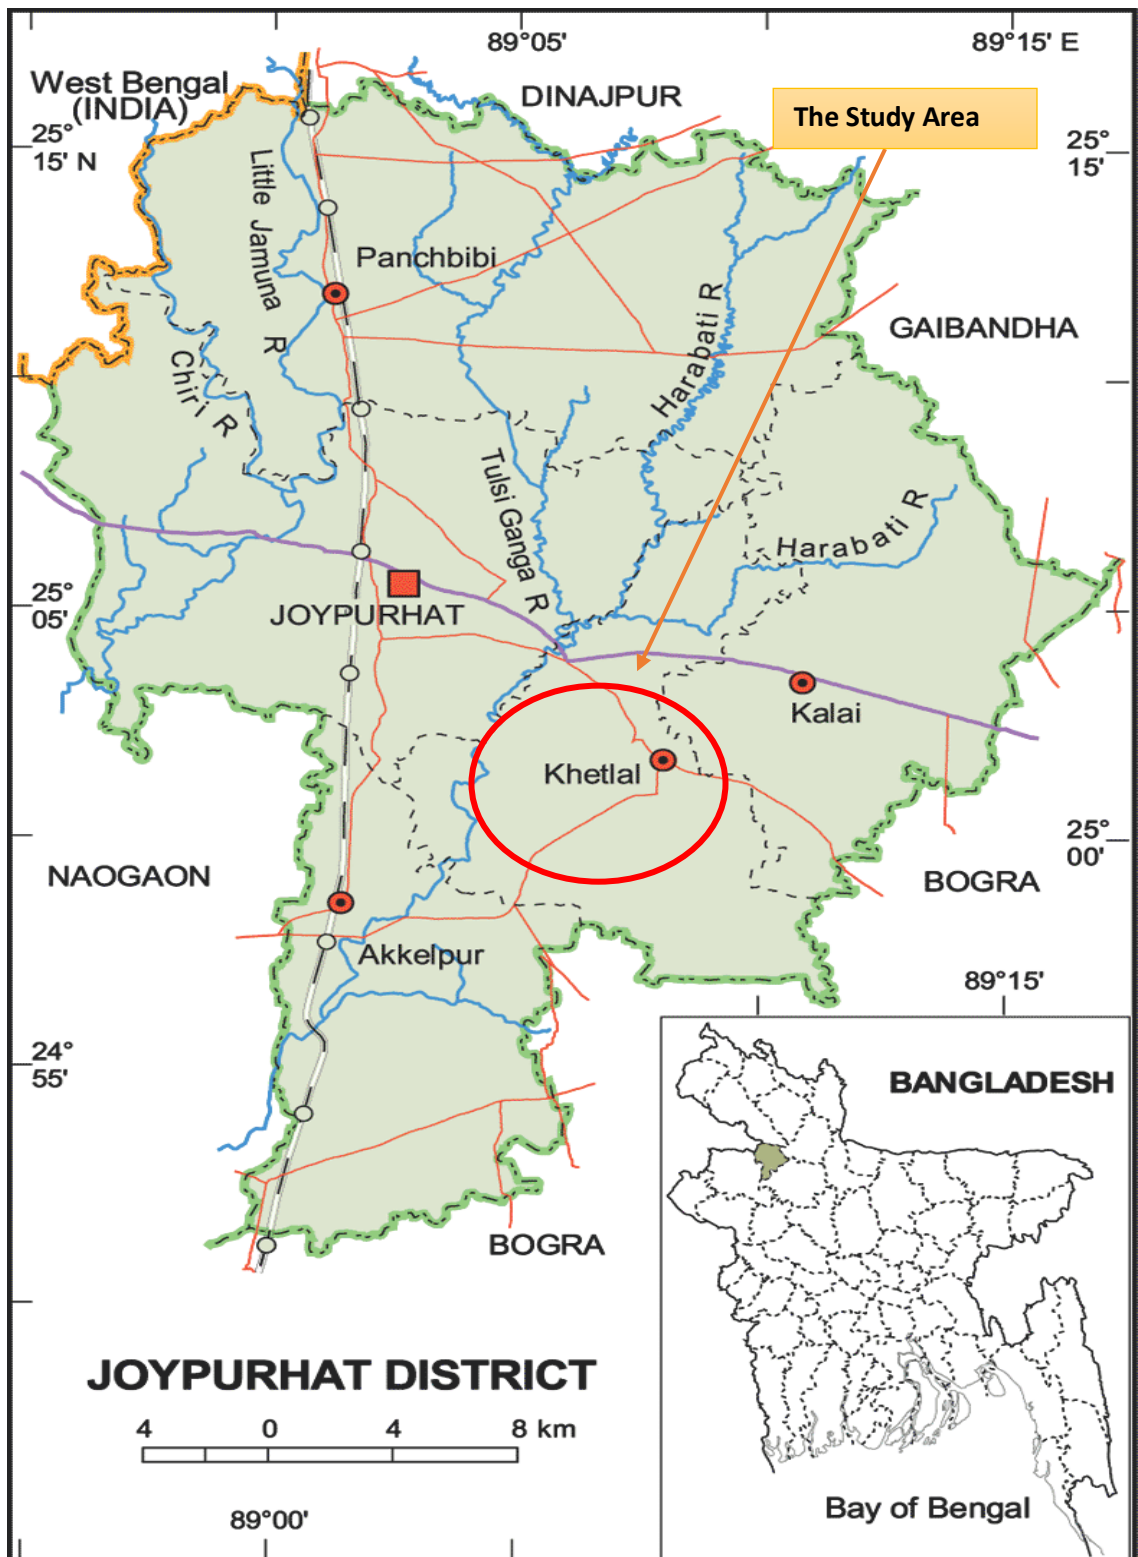 89°05'
89°15' E
West Bengal
(INDIA)
DINAJPUR
The Study Area
25°
15' N
25°
15'
Little Jamuna R
Panchbibi
Harabati R
GAIBANDHA
Chiri R
Tulsi Ganga R
Harabati R
25°
05'
25°
05'
JOYPURHAT
Kalai
Khetlal
25°
00'
NAOGAON
BOGRA
Akkelpur
89°15'
24°
55'
BANGLADESH
BOGRA
JOYPURHAT DISTRICT
4 0 4 8 km
Bay of Bengal
89°00'